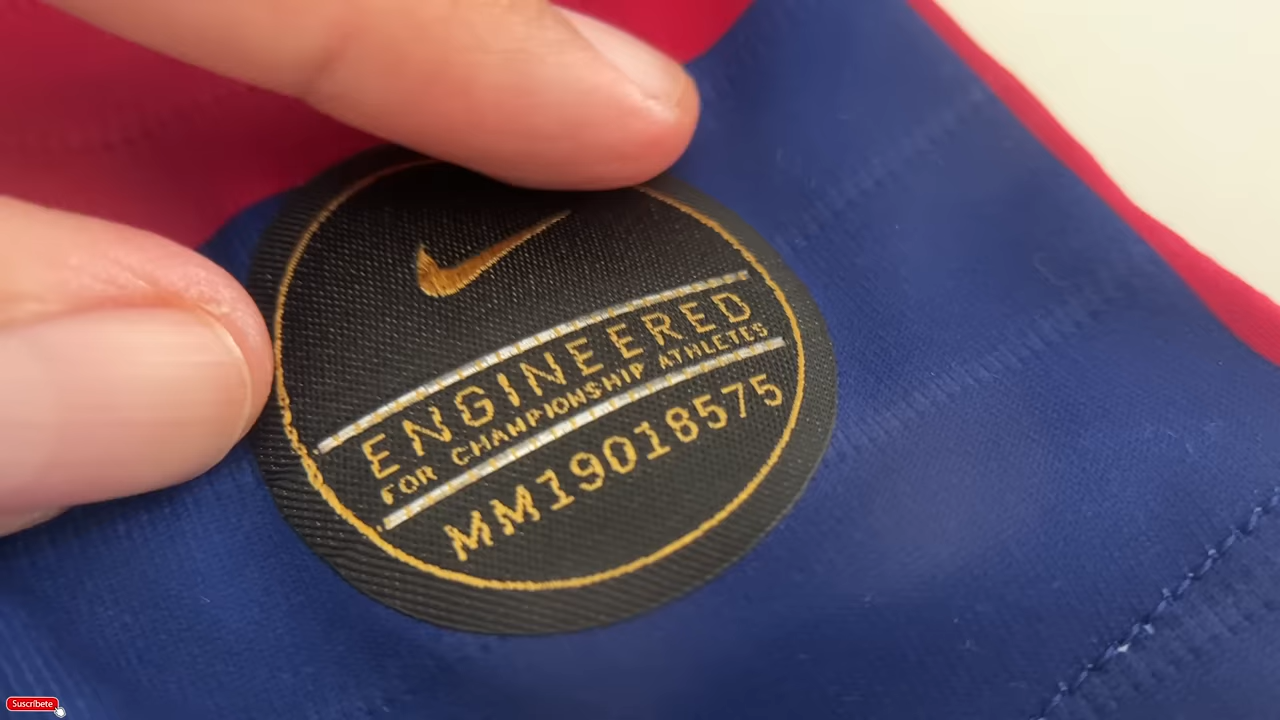 ENGINEERED
FOR CHAMPIONSHIP ATHLETES
MM19018575
Suscríbete